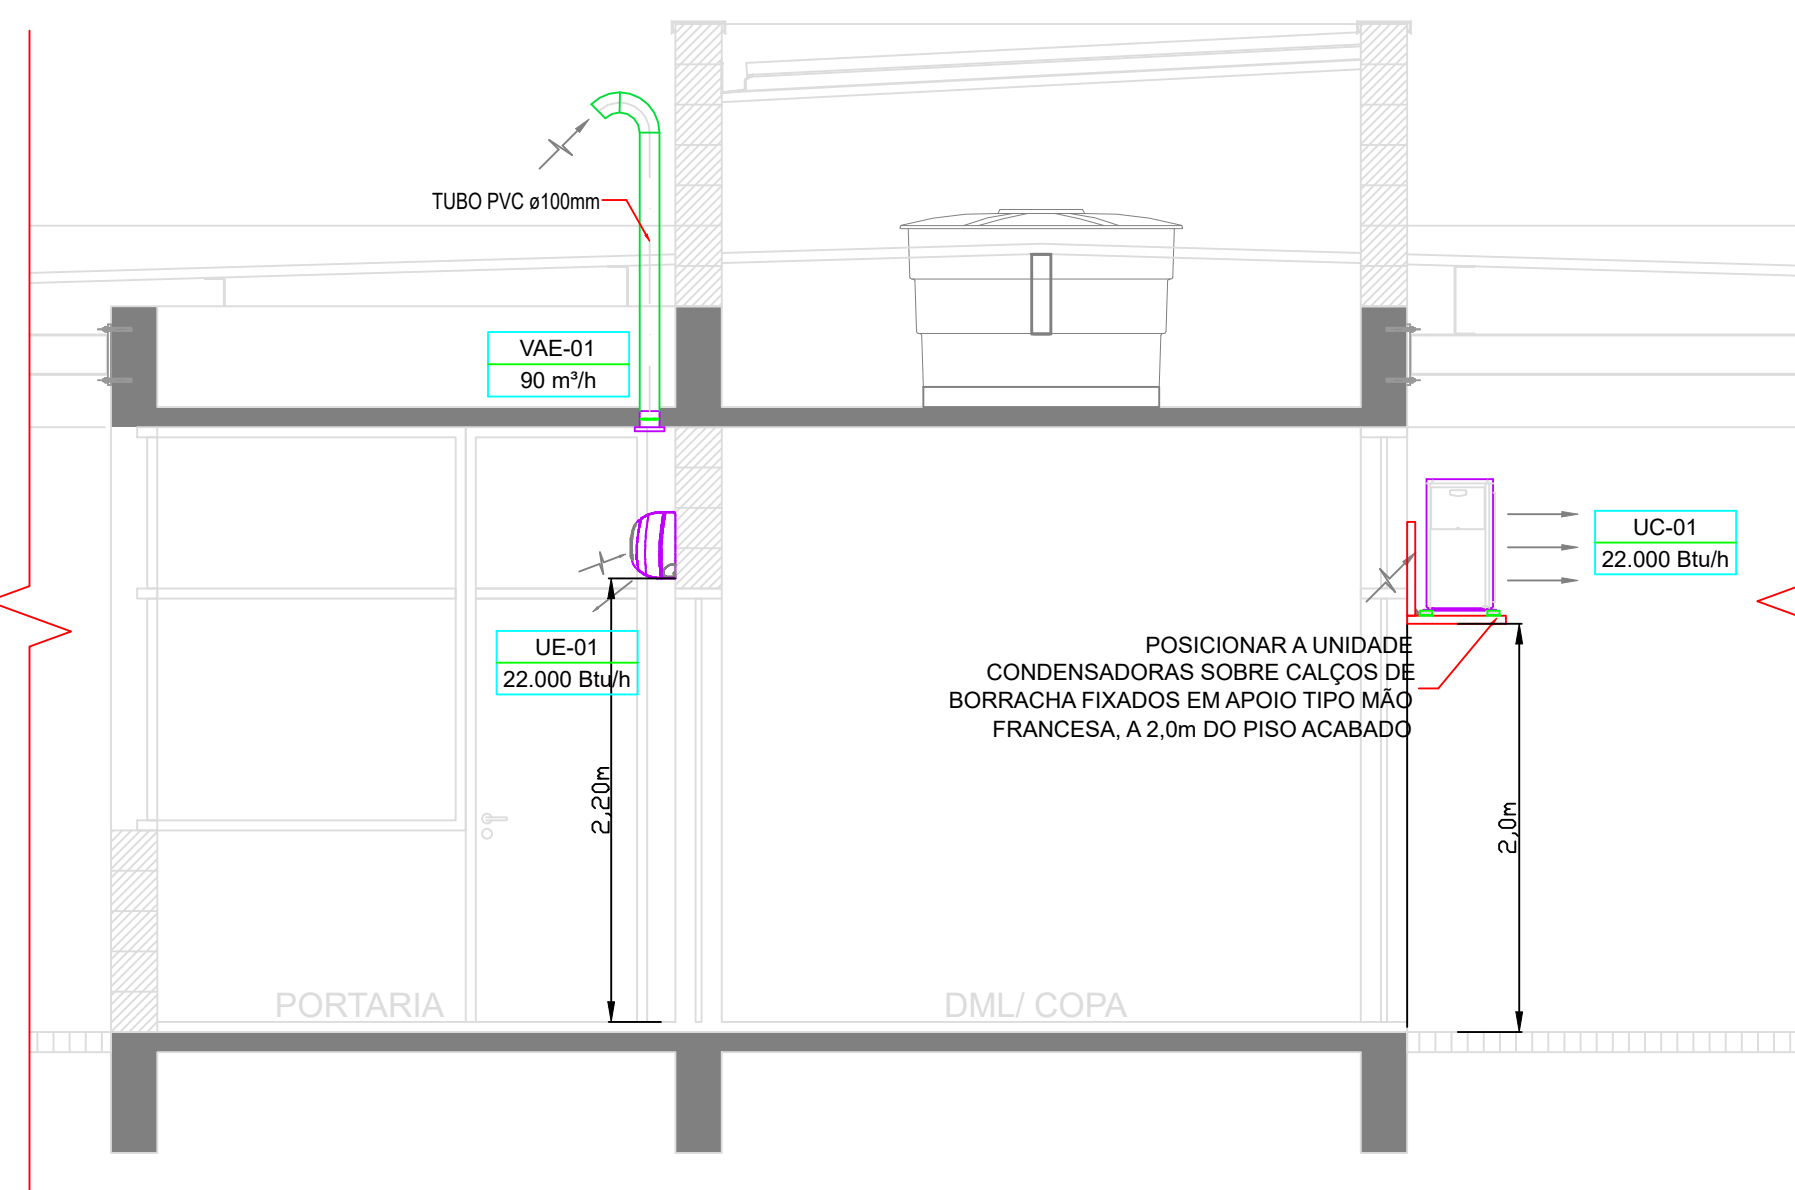 TUBO PVC ø100mm
VAE-01
90 m³/h
UC-01
22.000 Btu/h
UE-01
22.000 Btu/h
POSICIONAR A UNIDADE
CONDENSADORAS SOBRE CALÇOS DE
BORRACHA FIXADOS EM APOIO TIPO MÃO
FRANCESA, A 2,0m DO PISO ACABADO
2,20m
2,0m
PORTARIA
DML/ COPA